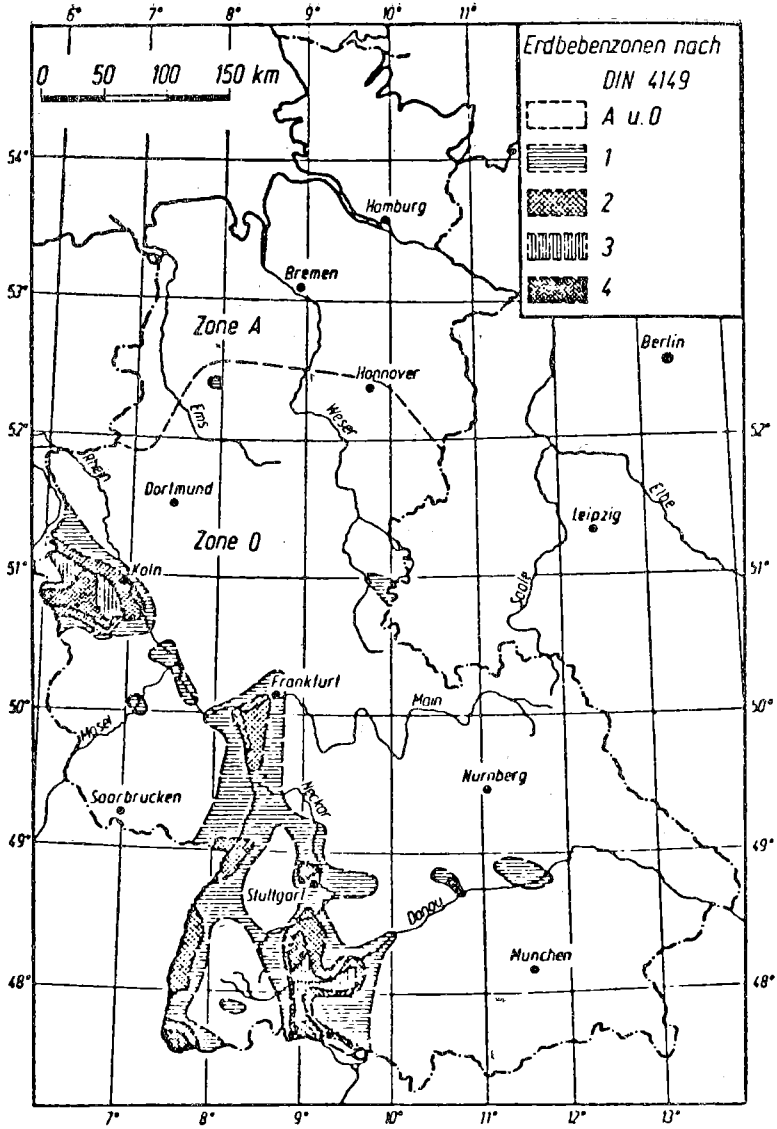 6° 7° 8° 9° 10° 11°
0 50 100 150 km
Erdbebenzonen nach
DIN 4149
A u. 0
1
2
3
4
54°
Hamburg
Bremen
53°
Zone A
Berlin
Hannover
Ems
Weser
52° 52°
Rhein
Dortmund
Elbe
Leipzig
Zone 0
51° 51°
Köln
Saale
Frankfurt
Main
50° 50°
Mosel
Nürnberg
Neckar
Saarbrucken
49° 49°
Stuttgart
Donau
Munchen
48° 48°
7° 8° 9° 10° 11° 12° 13°